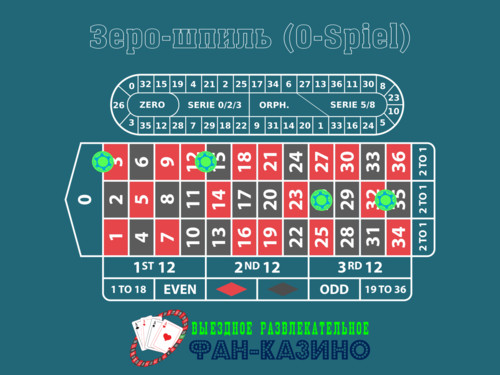 Зеро-шпиль (0-Spiel)
0 32 15 19 4 21 2 25 17 34 6 27 13 36 11 30 8
23
26 ZERO SERIE 0/2/3 ORPH. SERIE 5/8
10
3 35 12 28 7 29 18 22 9 31 14 20 1 33 16 24 5
3 6 9 12 15 18 21 24 27 30 33 36 2 TO 1
0 2 5 8 11 14 17 20 23 29 32 35 2 TO 1
1 4 7 10 13 16 19 22 25 28 31 34 2 TO 1
1ST 12 2ND 12 3RD 12
1 TO 18 EVEN ODD 19 TO 36
ВЫЕЗДНОЕ РАЗВЛЕКАТЕЛЬНОЕ
ФАН-КАЗИНО